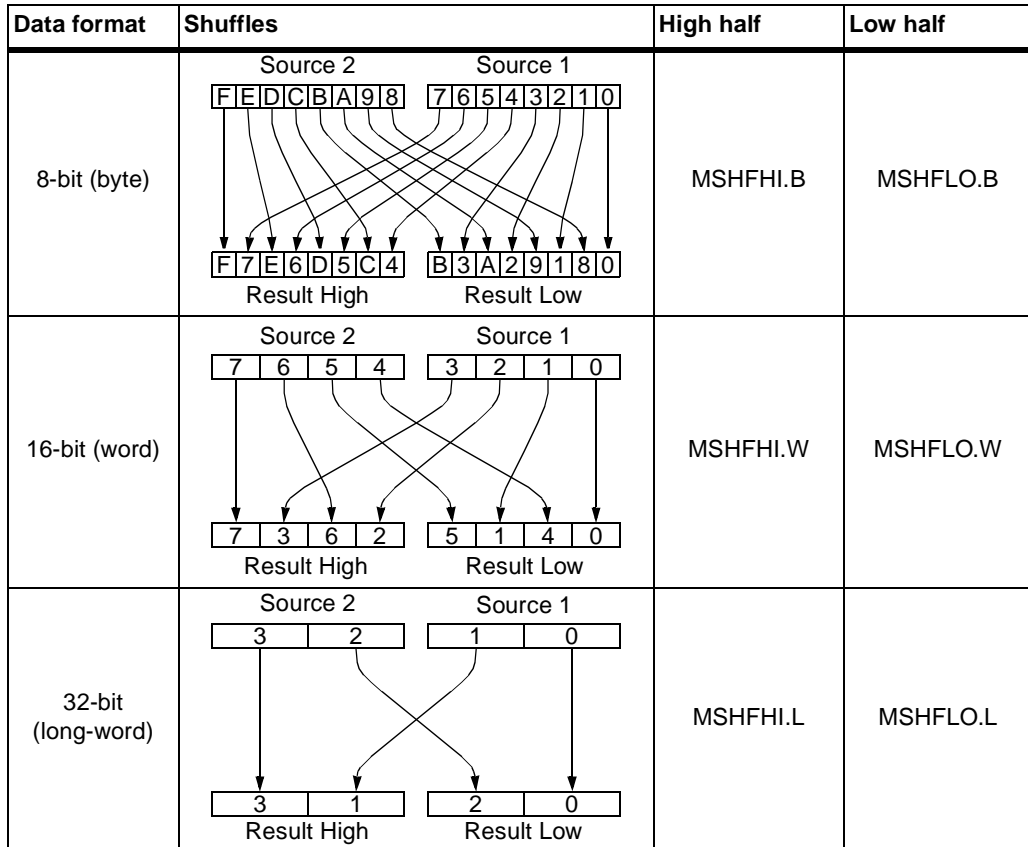 Data format Shuffles High half Low half
Source 2 Source 1
F E D C B A 9 8 7 6 5 4 3 2 1 0
8-bit (byte) MSHFHI.B MSHFLO.B
F 7 E 6 D 5 C 4 B 3 A 2 9 1 8 0
Result High Result Low
Source 2 Source 1
7 6 5 4 3 2 1 0
16-bit (word) MSHFHI.W MSHFLO.W
7 3 6 2 5 1 4 0
Result High Result Low
Source 2 Source 1
3 2 1 0
32-bit
(long-word) MSHFHI.L MSHFLO.L
3 1 2 0
Result High Result Low